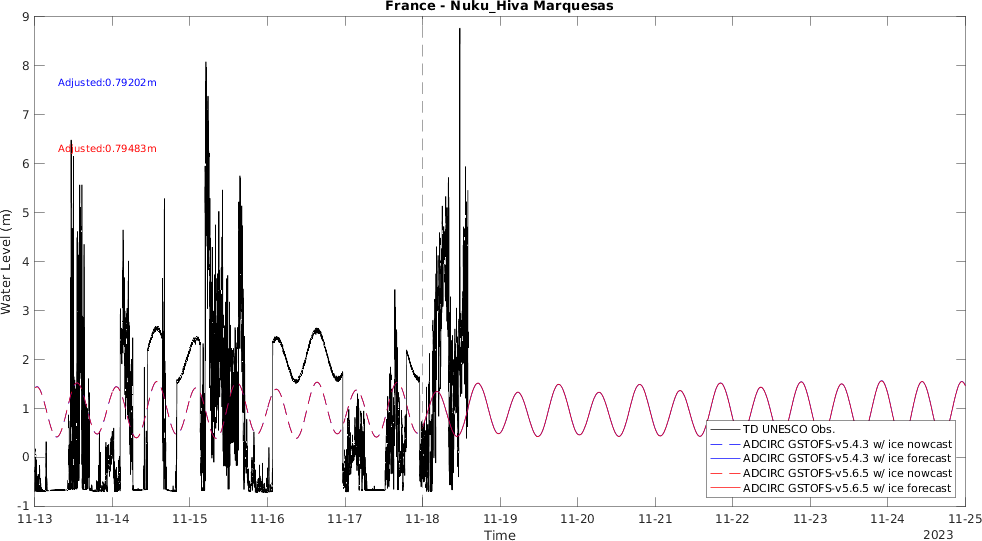 France - Nuku_Hiva Marquesas
Water Level (m)
9
8
7
6
5
4
3
2
1
0
-1
Adjusted:0.79202m
Adjusted:0.79483m
TD UNESCO Obs.
ADCIRC GSTOFS-v5.4.3 w/ ice nowcast
ADCIRC GSTOFS-v5.4.3 w/ ice forecast
ADCIRC GSTOFS-v5.6.5 w/ ice nowcast
ADCIRC GSTOFS-v5.6.5 w/ ice forecast
11-13 11-14 11-15 11-16 11-17 11-18 11-19 11-20 11-21 11-22 11-23 11-24 11-25
Time
2023